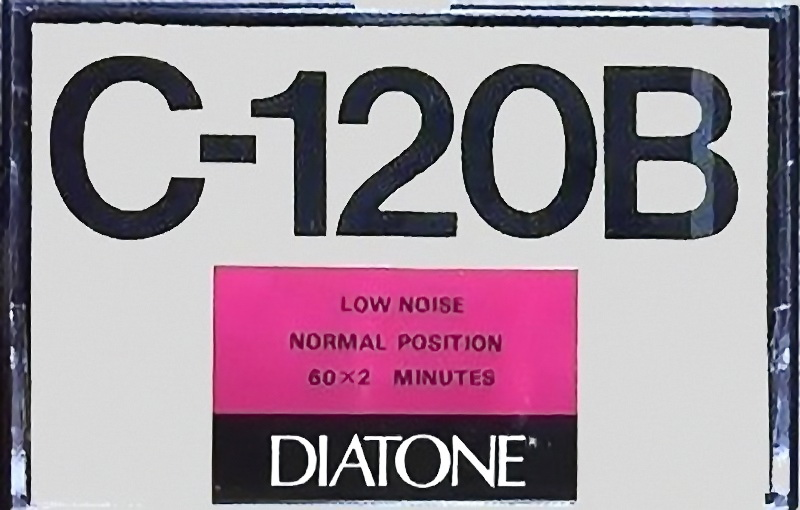 C-120B
LOW NOISE
NORMAL POSITION
60×2 MINUTES
DIATONE